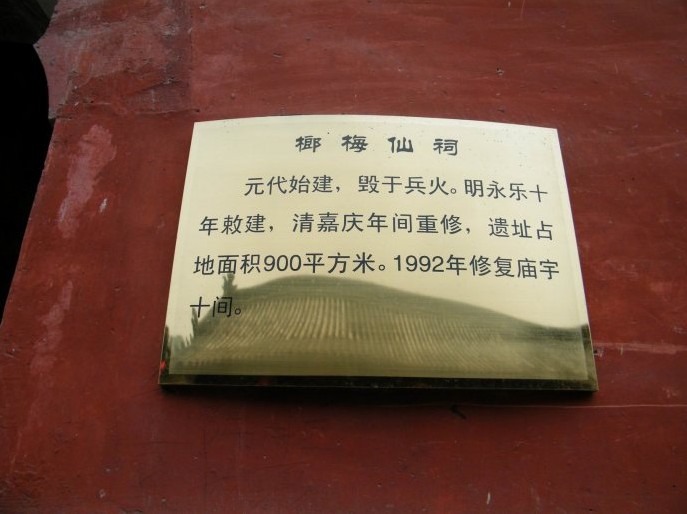 榔梅仙祠
元代始建，毁于兵火。明永乐十
年敕建，清嘉庆年间重修，遗址占
地面积900平方米。1992年修复庙宇
十间。